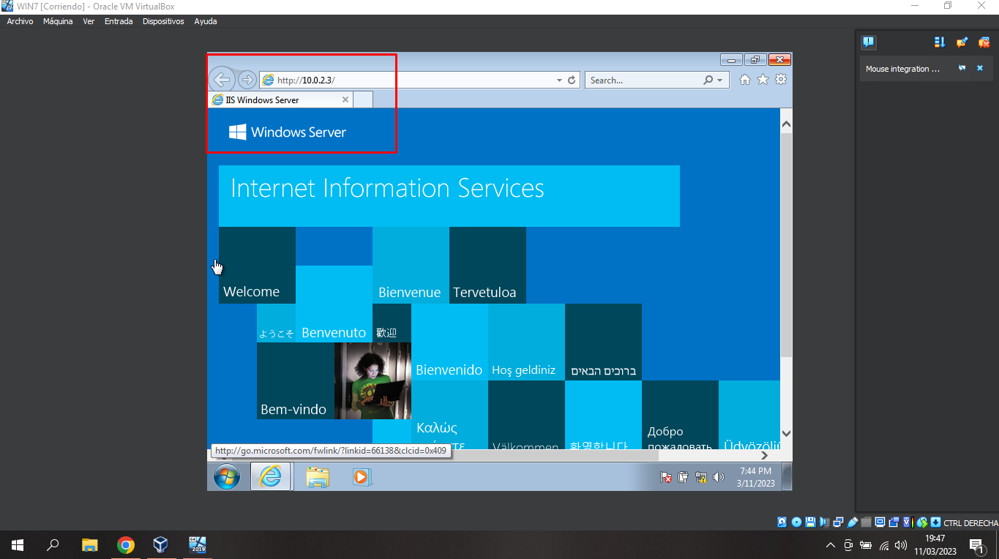 WIN7 [Corriendo] - Oracle VM VirtualBox
Archivo Máquina Ver Entrada Dispositivos Ayuda
Mouse integration ...
http://10.0.2.3/
Search...
IIS Windows Server
Windows Server
Internet Information Services
Welcome
Bienvenue
Tervetuloa
ようこそ
Benvenuto
歡迎
Bienvenido
Hoş geldiniz
ברוכים הבאים
Bem-vindo
Καλώς
Välkommen
환영합니다
Добро
пожаловать
http://go.microsoft.com/fwlink/?linkid=66138&clcid=0x409
7:44 PM
3/11/2023
CTRL DERECHA
2019
19:47
11/03/2023
1